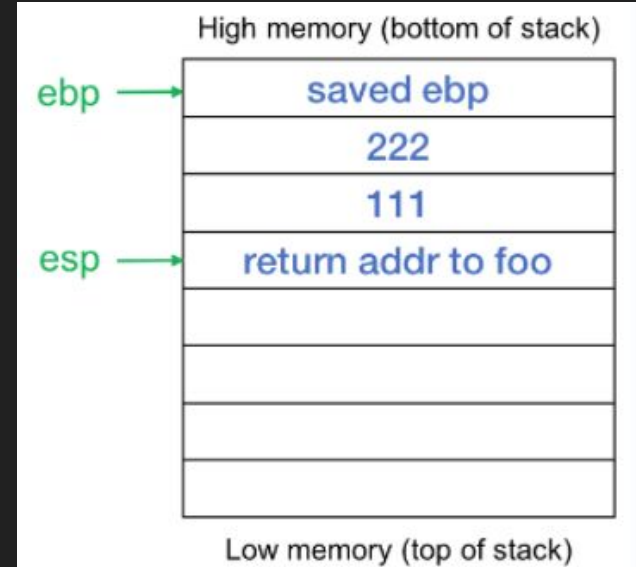 High memory (bottom of stack)
ebp
saved ebp
222
111
esp
return addr to foo
Low memory (top of stack)